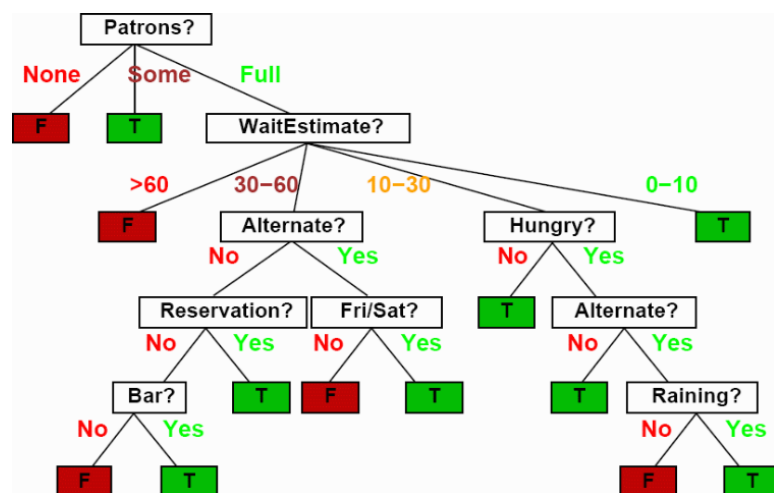 Patrons?
None Some Full
F T WaitEstimate?
>60 30−60 10−30 0−10
F Alternate? Hungry? T
No Yes No Yes
Reservation? Fri/Sat? T Alternate?
No Yes No Yes No Yes
Bar? T F T T Raining?
No Yes No Yes
F T F T